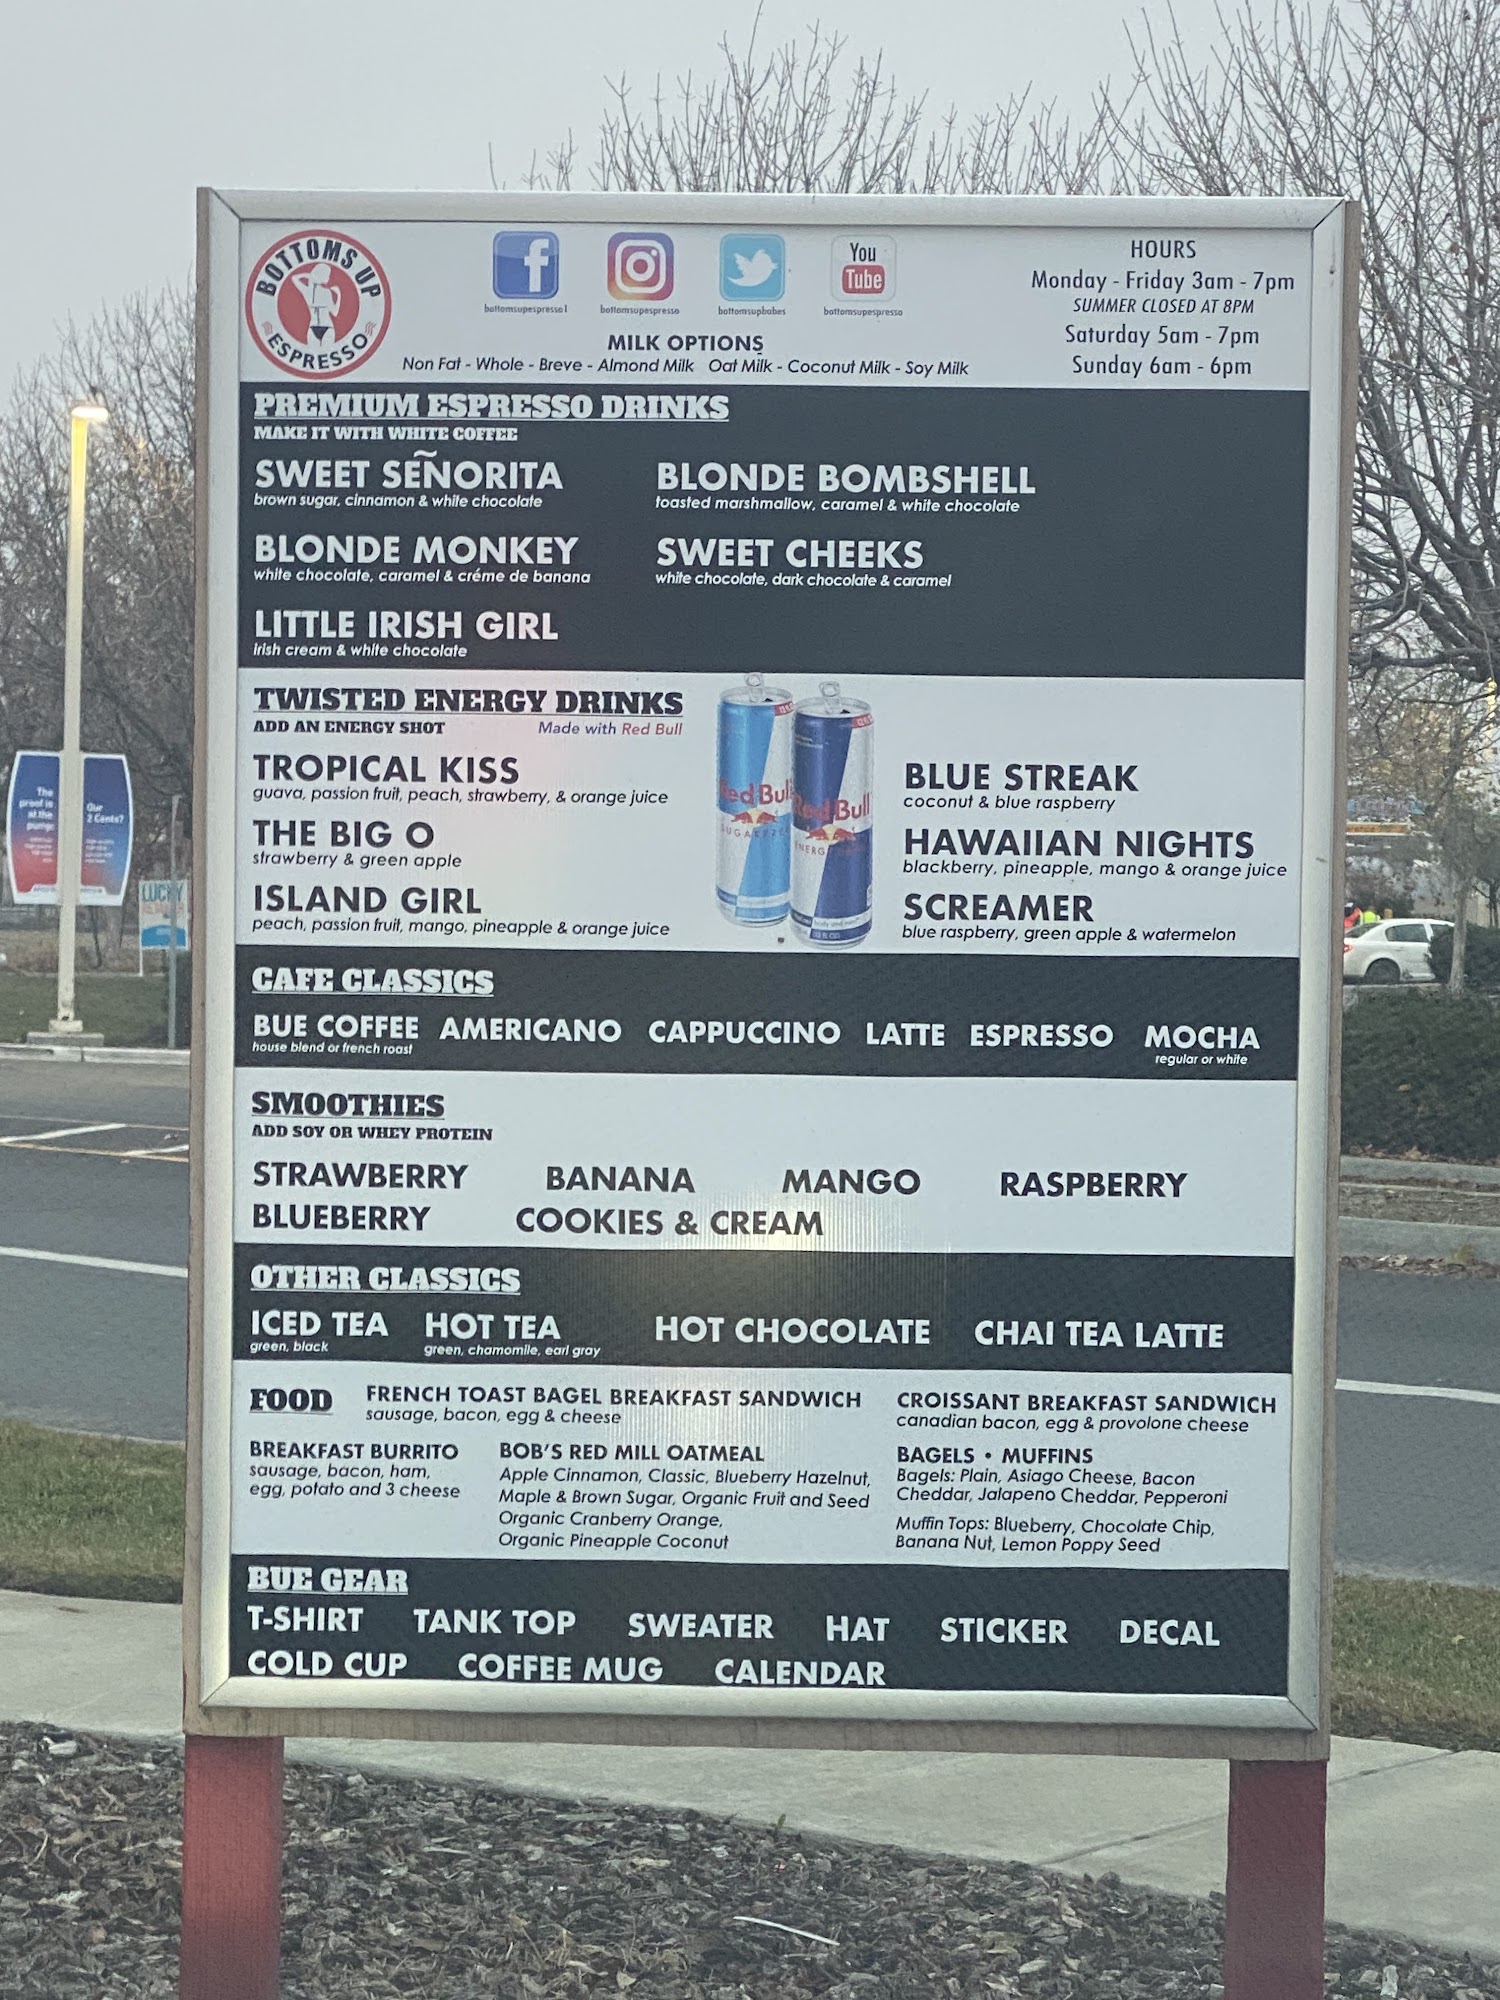 BOTTOMS UP
ESPRESSO
bottomsupespresso1
bottomsupespresso
bottomsupbabes
You
Tube
bottomsupespresso
MILK OPTIONS
Non Fat - Whole - Breve - Almond Milk Oat Milk - Coconut Milk - Soy Milk
HOURS
Monday - Friday 3am - 7pm
SUMMER CLOSED AT 8PM
Saturday 5am - 7pm
Sunday 6am - 6pm
PREMIUM ESPRESSO DRINKS
MAKE IT WITH WHITE COFFEE
SWEET SEÑORITA
brown sugar, cinnamon & white chocolate
BLONDE BOMBSHELL
toasted marshmallow, caramel & white chocolate
BLONDE MONKEY
white chocolate, caramel & créme de banana
SWEET CHEEKS
white chocolate, dark chocolate & caramel
LITTLE IRISH GIRL
irish cream & white chocolate
TWISTED ENERGY DRINKS
ADD AN ENERGY SHOT
Made with Red Bull
TROPICAL KISS
guava, passion fruit, peach, strawberry, & orange juice
THE BIG O
strawberry & green apple
ISLAND GIRL
peach, passion fruit, mango, pineapple & orange juice
Red Bull
Red Bull
BLUE STREAK
coconut & blue raspberry
HAWAIIAN NIGHTS
blackberry, pineapple, mango & orange juice
SCREAMER
blue raspberry, green apple & watermelon
CAFE CLASSICS
BUE COFFEE AMERICANO CAPPUCCINO LATTE ESPRESSO MOCHA
house blend or french roast
regular or white
SMOOTHIES
ADD SOY OR WHEY PROTEIN
STRAWBERRY BANANA MANGO RASPBERRY
BLUEBERRY COOKIES & CREAM
OTHER CLASSICS
ICED TEA HOT TEA HOT CHOCOLATE CHAI TEA LATTE
green, black
green, chamomile, earl gray
FOOD
FRENCH TOAST BAGEL BREAKFAST SANDWICH
sausage, bacon, egg & cheese
CROISSANT BREAKFAST SANDWICH
canadian bacon, egg & provolone cheese
BREAKFAST BURRITO
sausage, bacon, ham,
egg, potato and 3 cheese
BOB'S RED MILL OATMEAL
Apple Cinnamon, Classic, Blueberry Hazelnut,
Maple & Brown Sugar, Organic Fruit and Seed
Organic Cranberry Orange,
Organic Pineapple Coconut
BAGELS • MUFFINS
Bagels: Plain, Asiago Cheese, Bacon
Cheddar, Jalapeno Cheddar, Pepperoni
Muffin Tops: Blueberry, Chocolate Chip,
Banana Nut, Lemon Poppy Seed
BUE GEAR
T-SHIRT TANK TOP SWEATER HAT STICKER DECAL
COLD CUP COFFEE MUG CALENDAR
The
proof is
at the
pump
Our
2 Cents?
LUCKY